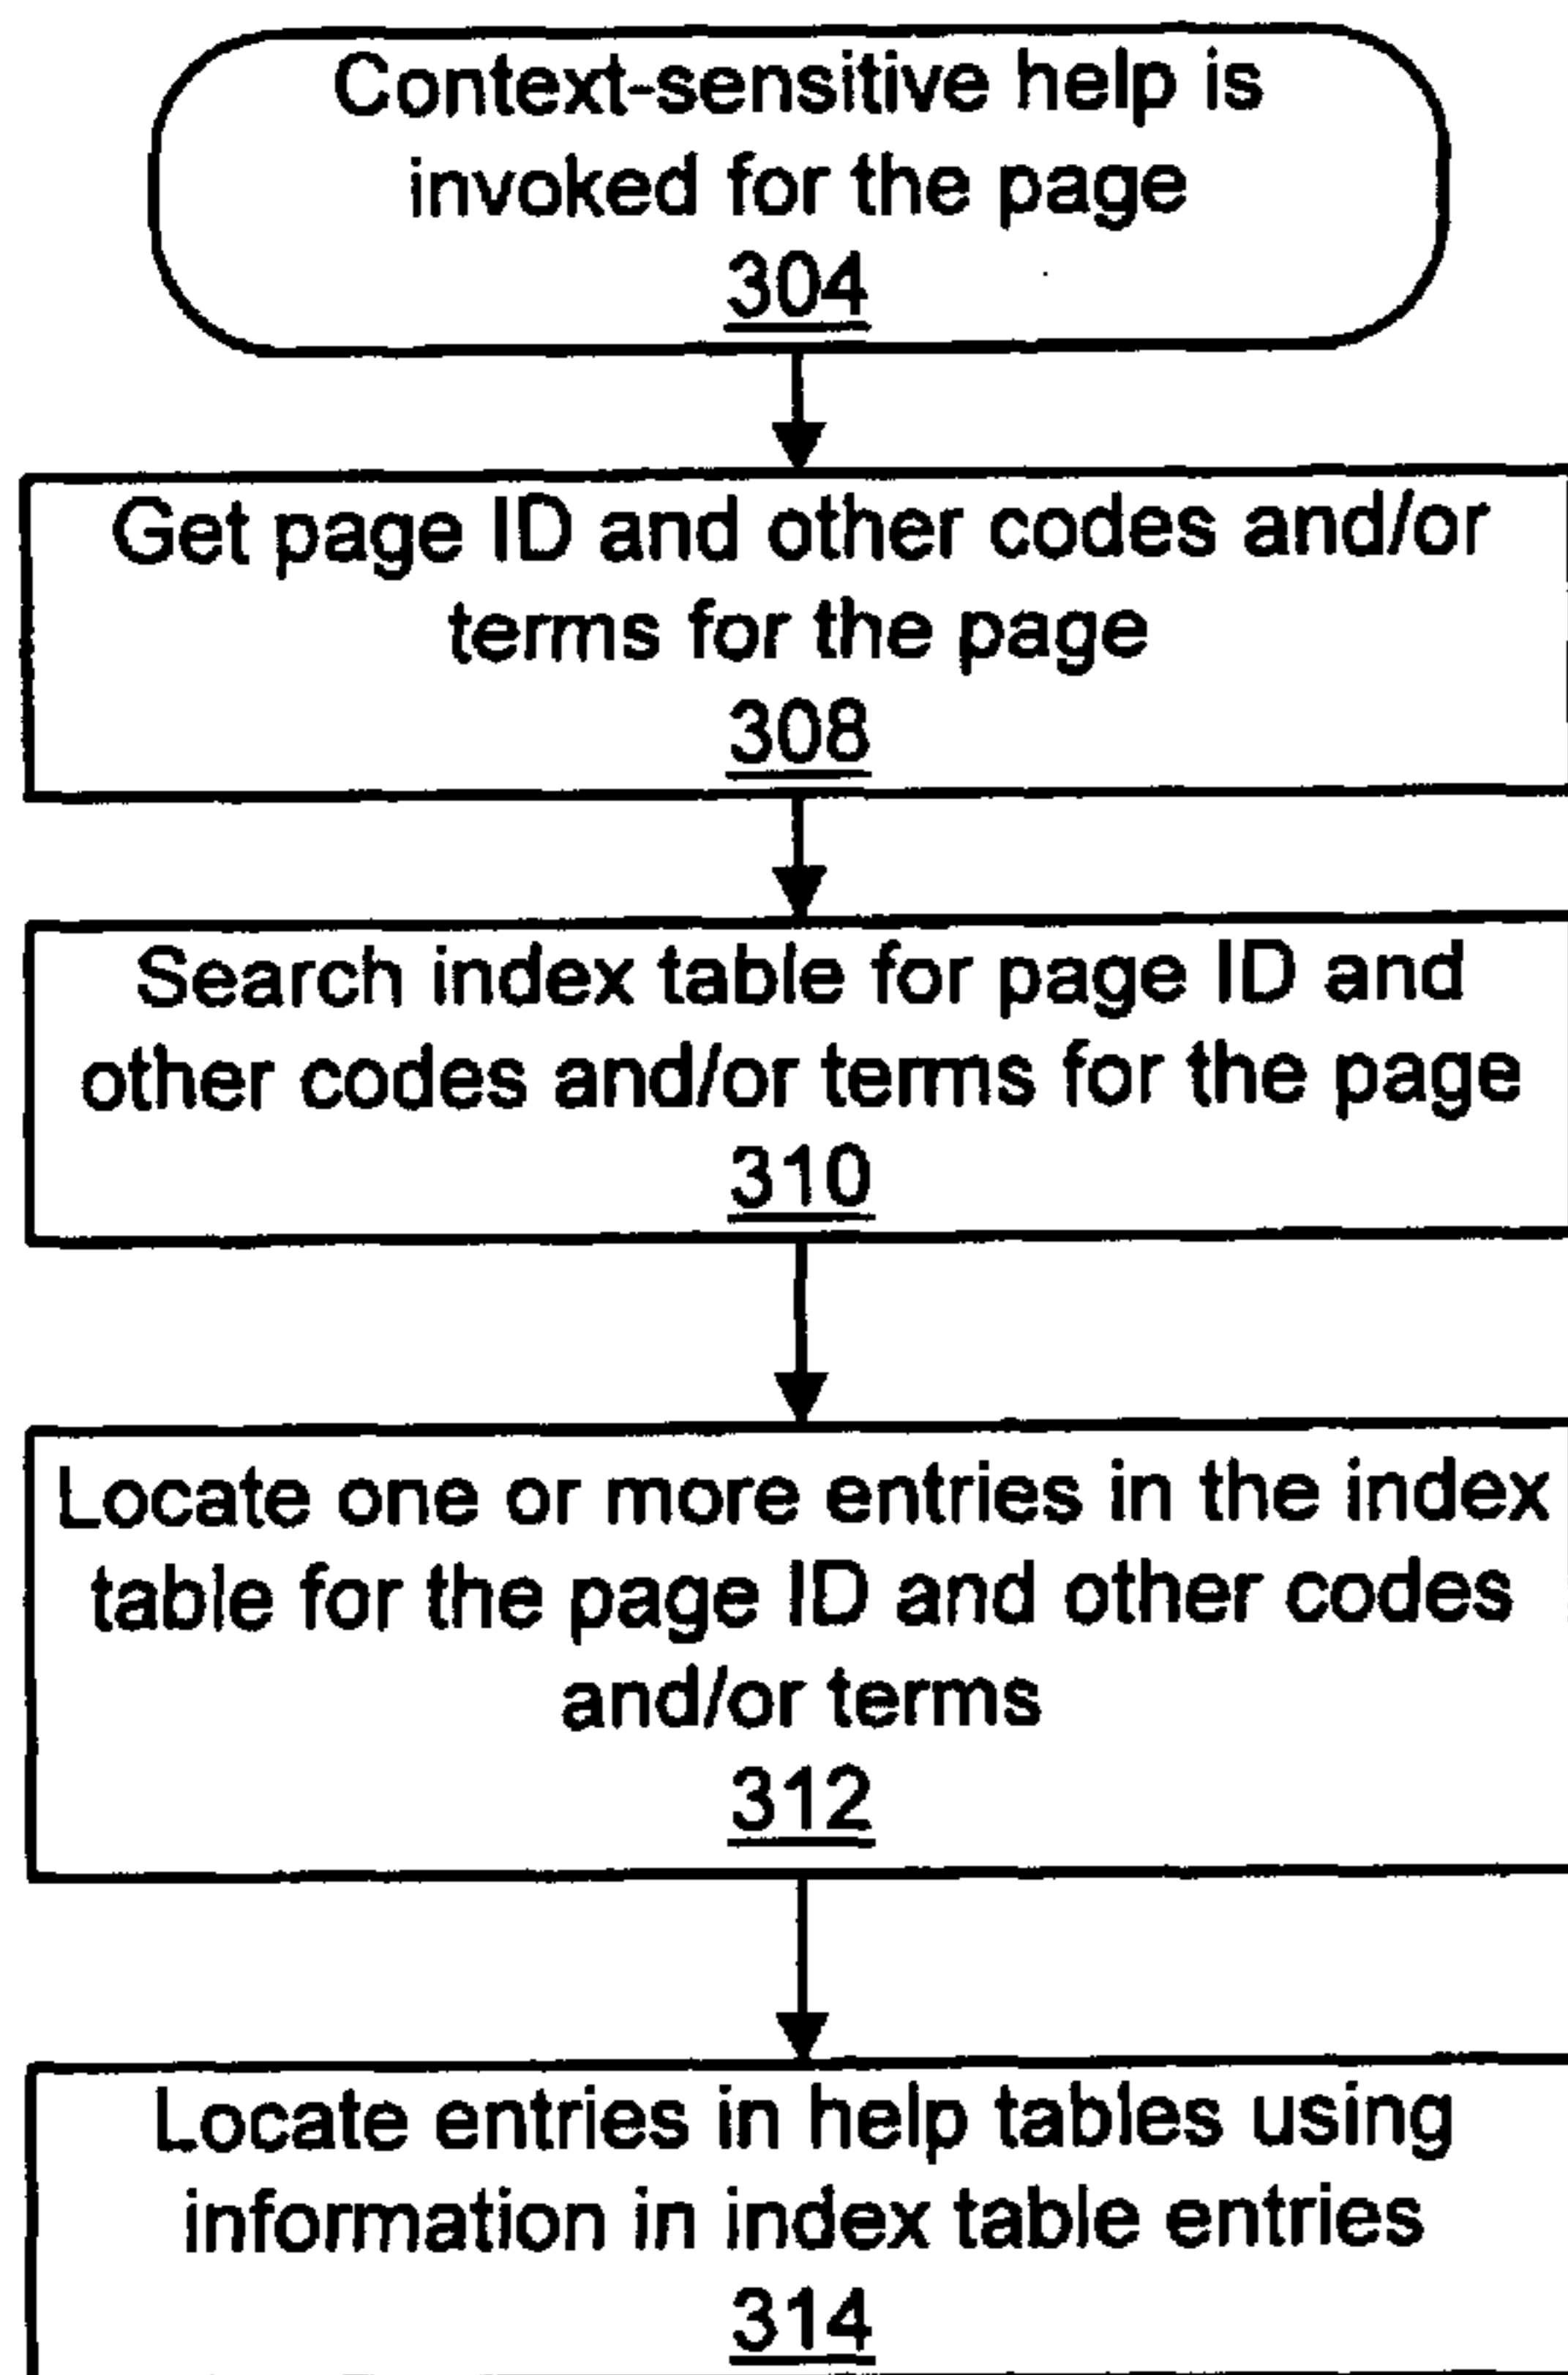 Context-sensitive help is
invoked for the page
304
Get page ID and other codes and/or
terms for the page
308
Search index table for page ID and
other codes and/or terms for the page
310
Locate one or more entries in the index
table for the page ID and other codes
and/or terms
312
Locate entries in help tables using
information in index table entries
314